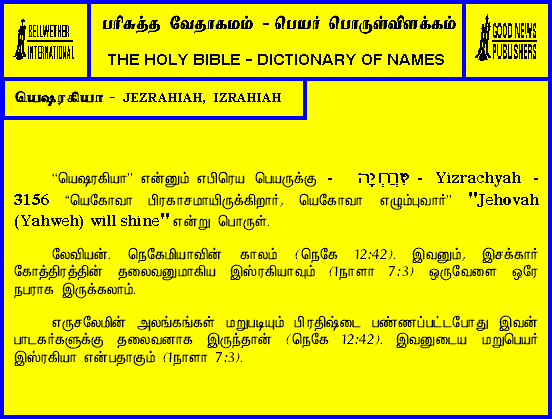 BELLWETHER
INTERNATIONAL
பரிசுத்த வேதாகமம் - பெயர் பொருள்விளக்கம்
THE HOLY BIBLE - DICTIONARY OF NAMES
GOOD NEWS
PUBLISHERS
யெஷரகியா - JEZRAHIAH, IZRAHIAH
“யெஷரகியா” என்னும் எபிரெய பெயருக்கு - יִזְרַחְיָה - Yizrachyah -
3156 “யெகோவா பிரகாசமாயிருக்கிறார், யெகோவா எழும்புவார்” "Jehovah
(Yahweh) will shine" என்று பொருள்.
லேவியன். நெகேமியாவின் காலம் (நெகே 12:42). இவனும், இசக்கார்
கோத்திரத்தின் தலைவனுமாகிய இஸ்ரகியாவும் (1நாளா 7:3) ஒருவேளை ஒரே
நபராக இருக்கலாம்.
எருசலேமின் அலங்கங்கள் மறுபடியும் பிரதிஷ்டை பண்ணப்பட்டபோது இவன்
பாடகர்களுக்கு தலைவனாக இருந்தான் (நெகே 12:42). இவனுடைய மறுபெயர்
இஸ்ரகியா என்பதாகும் (1நாளா 7:3).